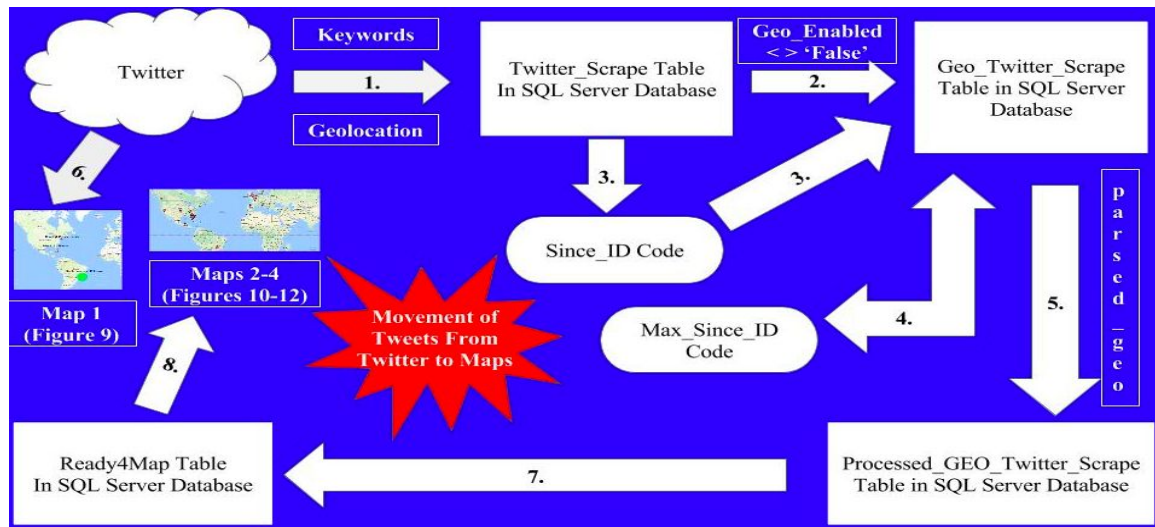 Twitter
Keywords
1.
Geolocation
Twitter_Scrape Table
In SQL Server Database
Geo_Enabled
< > ‘False’
2.
Geo_Twitter_Scrape
Table in SQL Server
Database
3.
Since_ID Code
3.
Max_Since_ID
Code
4.
parsed_geo
5.
Processed_GEO_Twitter_Scrape
Table in SQL Server Database
7.
Ready4Map Table
In SQL Server Database
8.
6.
Map 1
(Figure 9)
Maps 2-4
(Figures 10-12)
Movement of
Tweets From
Twitter to Maps